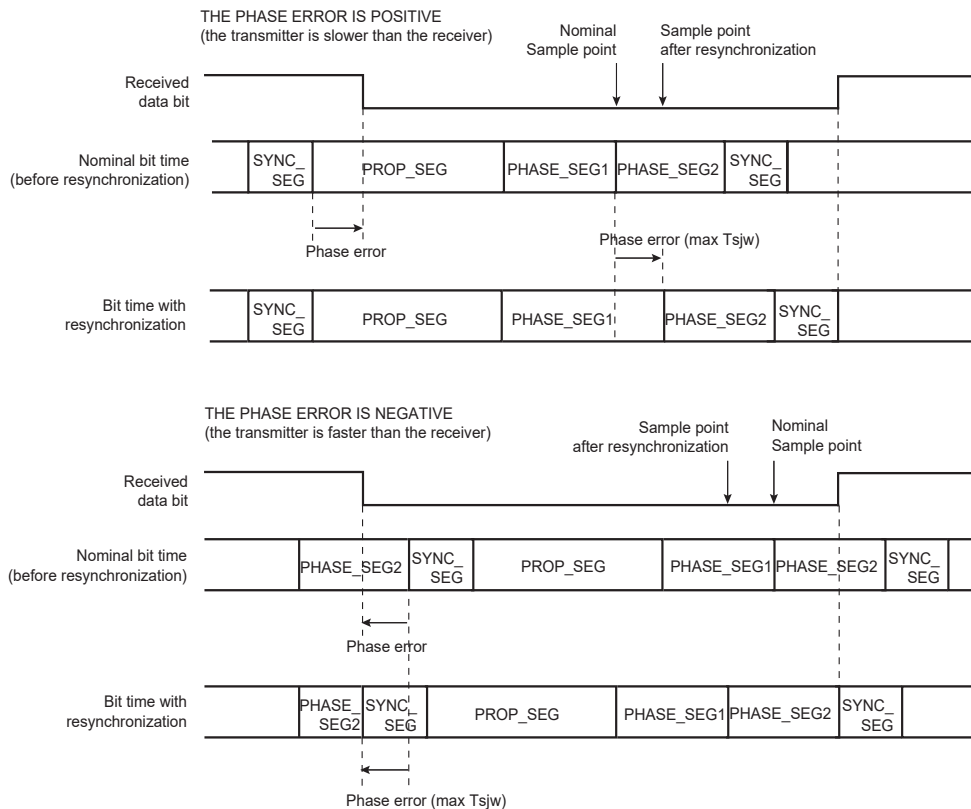 THE PHASE ERROR IS POSITIVE
(the transmitter is slower than the receiver)
Nominal
Sample point
Sample point
after resynchronization
Received
data bit
Nominal bit time
(before resynchronization)
SYNC_
SEG
PROP_SEG
PHASE_SEG1
PHASE_SEG2
SYNC_
SEG
Phase error
Phase error (max Tsjw)
Bit time with
resynchronization
SYNC_
SEG
PROP_SEG
PHASE_SEG1
PHASE_SEG2
SYNC_
SEG
THE PHASE ERROR IS NEGATIVE
(the transmitter is faster than the receiver)
Sample point
after resynchronization
Nominal
Sample point
Received
data bit
Nominal bit time
(before resynchronization)
PHASE_SEG2
SYNC_
SEG
PROP_SEG
PHASE_SEG1
PHASE_SEG2
SYNC_
SEG
Phase error
Bit time with
resynchronization
PHASE_
SEG2
SYNC_
SEG
PROP_SEG
PHASE_SEG1
PHASE_SEG2
SYNC_
SEG
Phase error (max Tsjw)